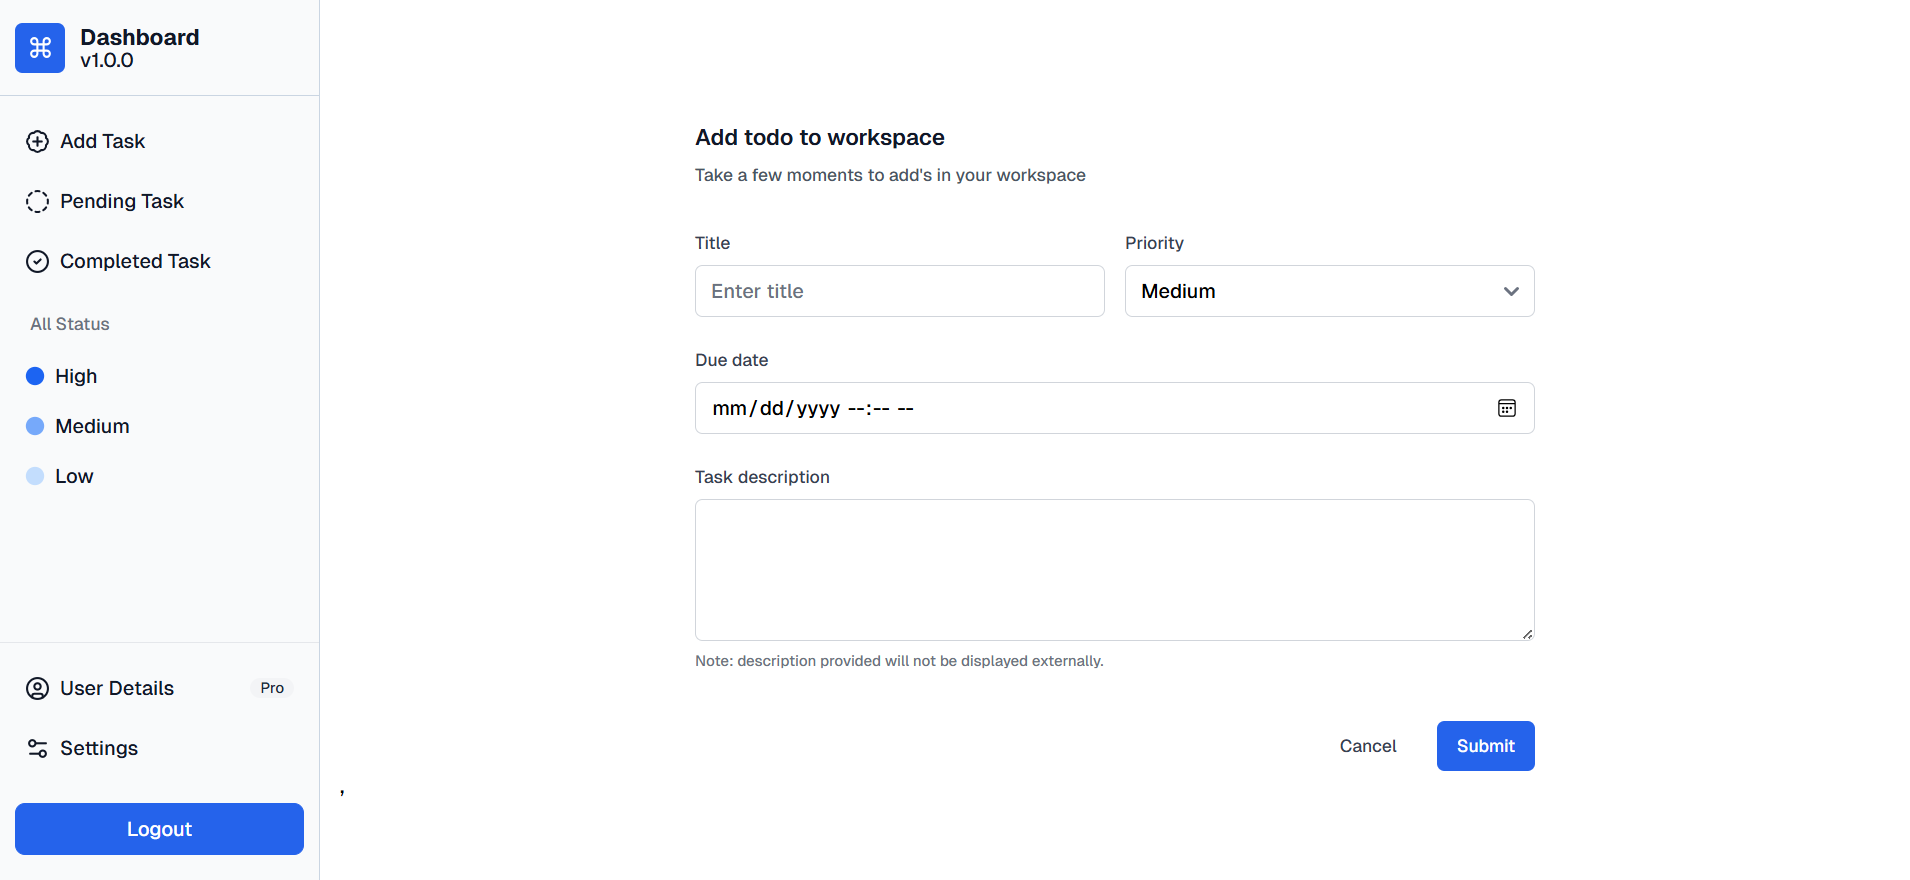 Dashboard
v1.0.0
Add Task
Pending Task
Completed Task
All Status
High
Medium
Low
User Details
Pro
Settings
Logout
Add todo to workspace
Take a few moments to add's in your workspace
Title
Priority
Enter title
Medium
Due date
mm/dd/yyyy --:-- --
Task description
Note: description provided will not be displayed externally.
Cancel
Submit
,